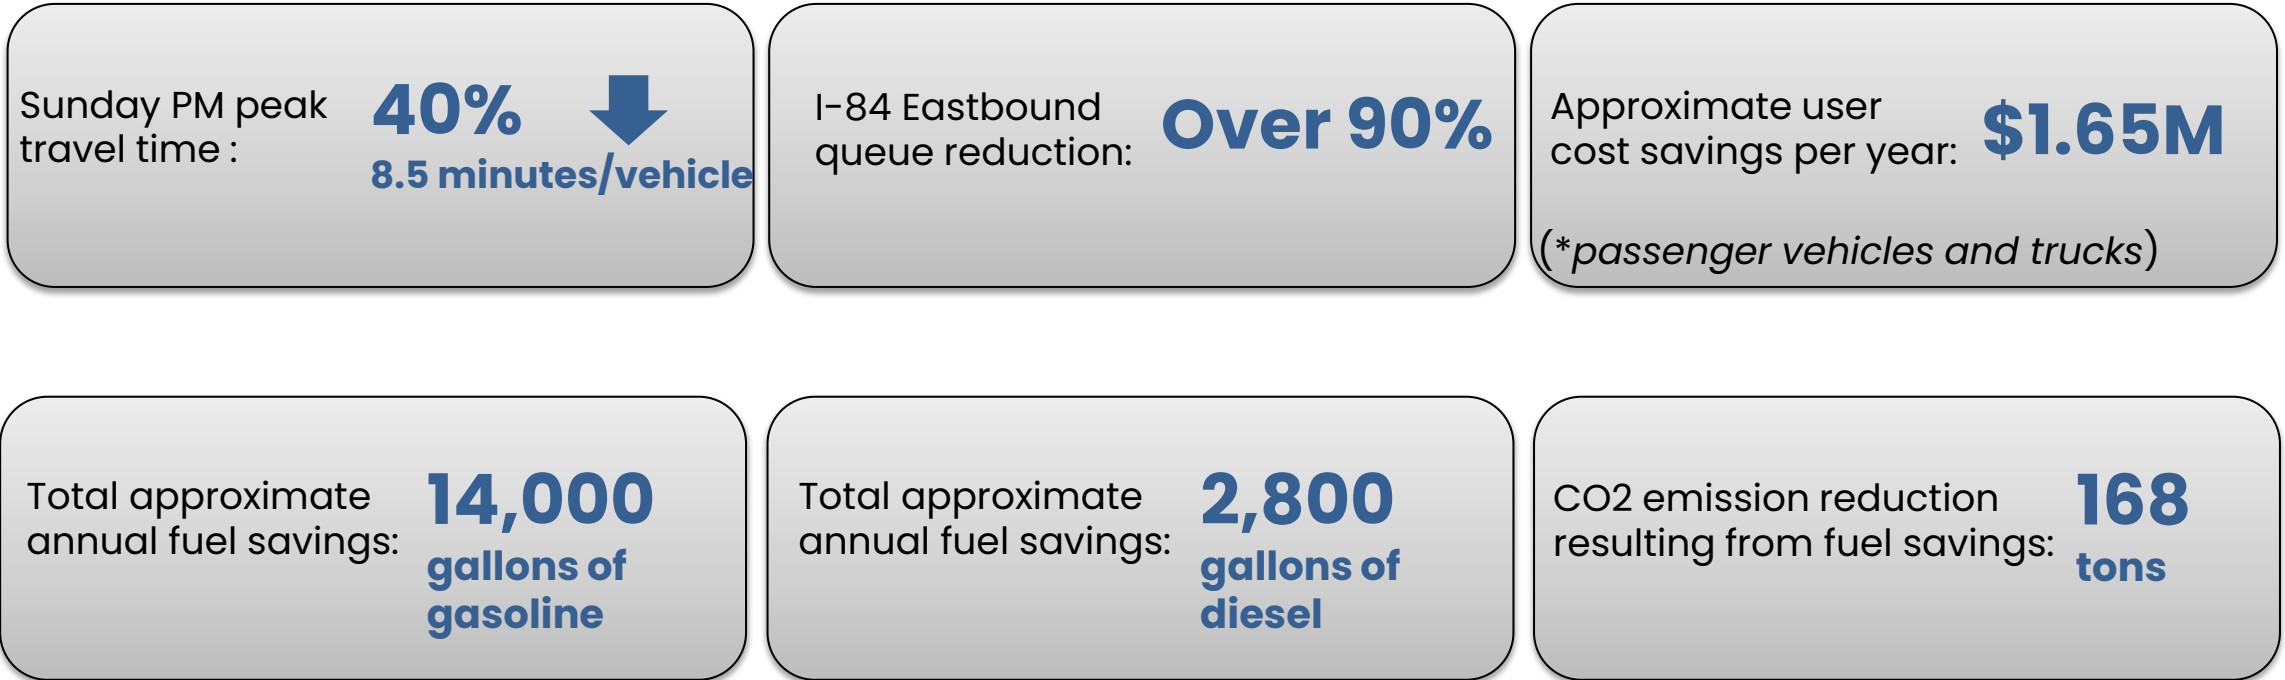 Sunday PM peak
travel time :
40%
8.5 minutes/vehicle
I-84 Eastbound
queue reduction:
Over 90%
Approximate user
cost savings per year:
$1.65M
(*passenger vehicles and trucks)
Total approximate
annual fuel savings:
14,000
gallons of
gasoline
Total approximate
annual fuel savings:
2,800
gallons of
diesel
CO2 emission reduction
resulting from fuel savings:
168
tons